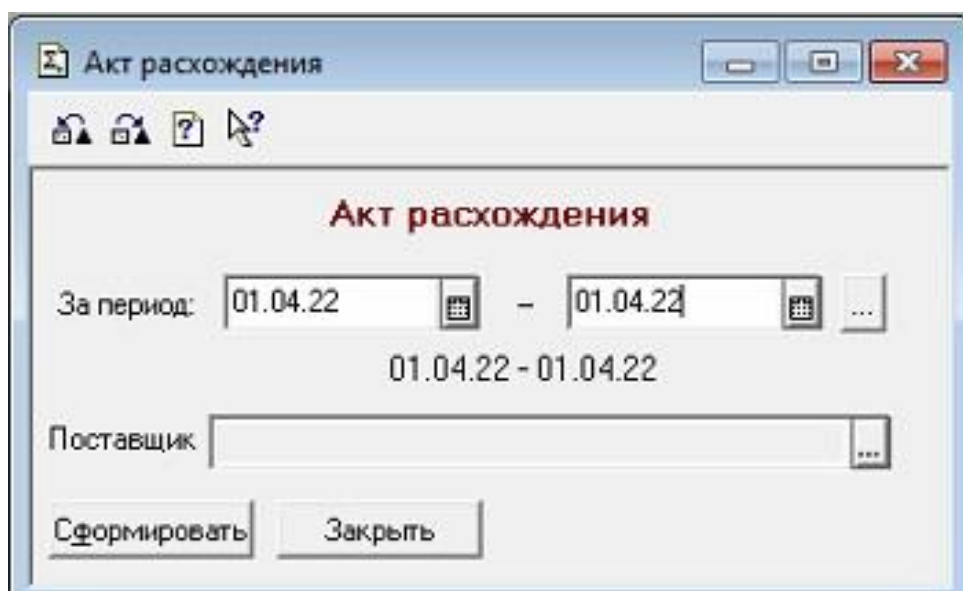 Акт расхождения
Акт расхождения
За период: 01.04.22 – 01.04.22 ...
01.04.22 - 01.04.22
Поставщик ...
Сформировать Закрыть